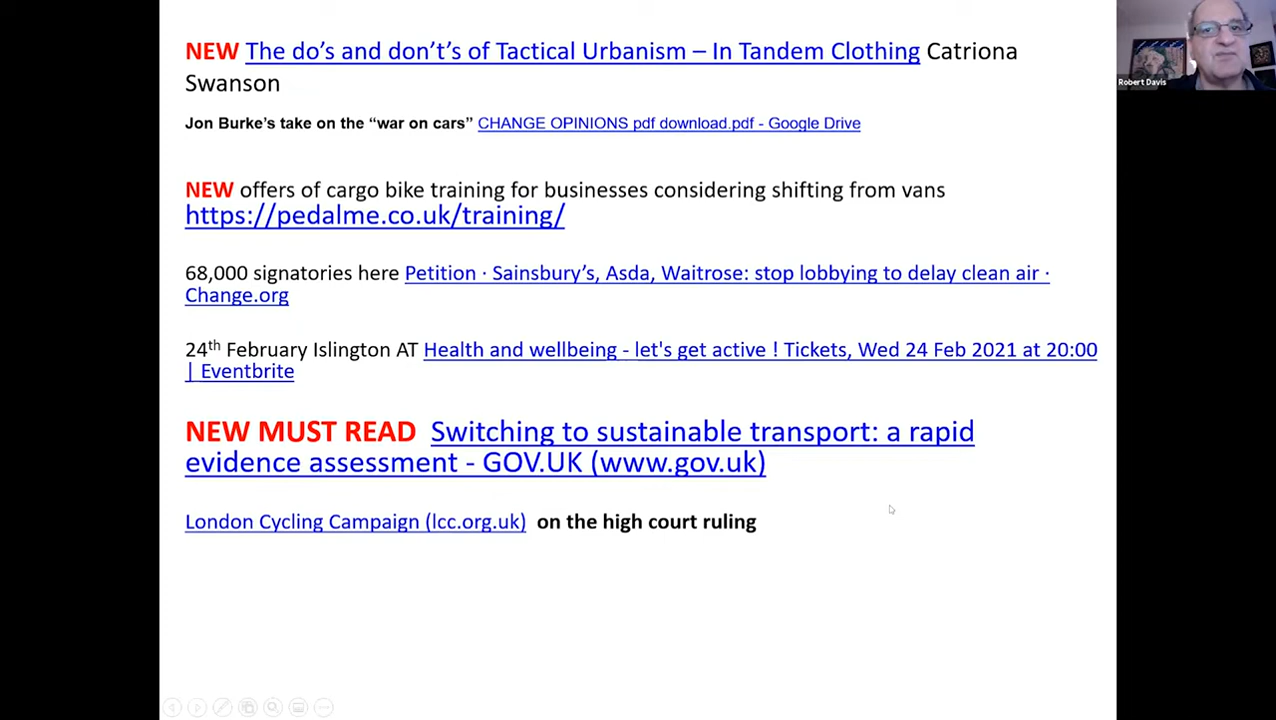 NEW The do’s and don’t’s of Tactical Urbanism – In Tandem Clothing Catriona
Swanson
Robert Davis
Jon Burke’s take on the “war on cars” CHANGE OPINIONS pdf download.pdf - Google Drive
NEW offers of cargo bike training for businesses considering shifting from vans
https://pedalme.co.uk/training/
68,000 signatories here Petition · Sainsbury’s, Asda, Waitrose: stop lobbying to delay clean air ·
Change.org
24th February Islington AT Health and wellbeing - let's get active ! Tickets, Wed 24 Feb 2021 at 20:00
| Eventbrite
NEW MUST READ Switching to sustainable transport: a rapid
evidence assessment - GOV.UK (www.gov.uk)
London Cycling Campaign (lcc.org.uk) on the high court ruling